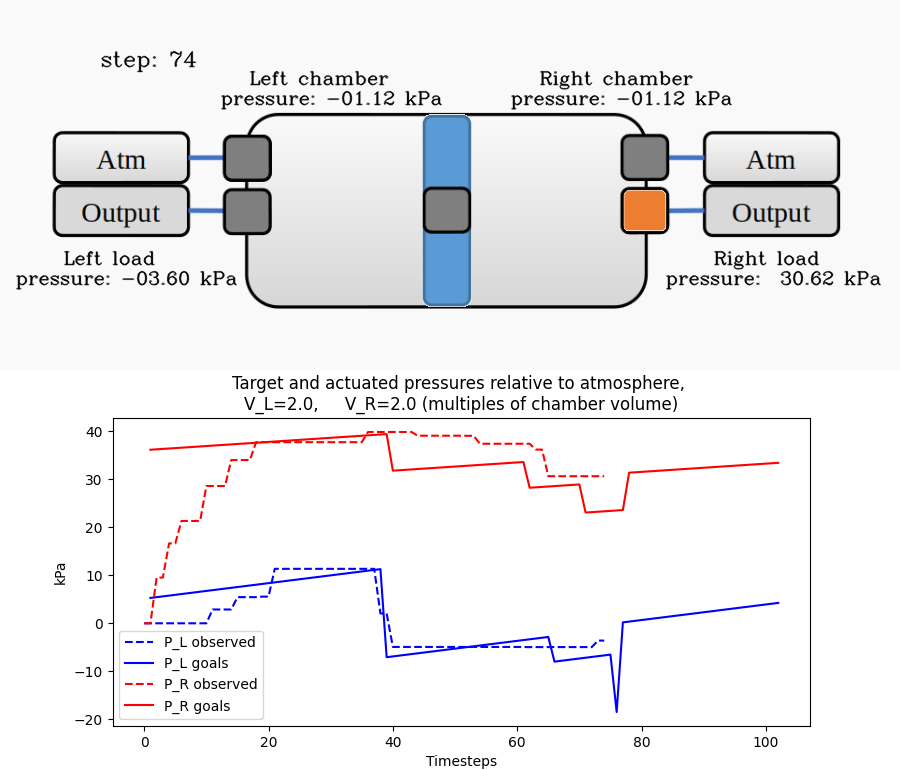 step: 74
Left chamber
pressure: −01.12 kPa
Right chamber
pressure: −01.12 kPa
Atm
Output
Atm
Output
Left load
pressure: −03.60 kPa
Right load
pressure: 30.62 kPa
Target and actuated pressures relative to atmosphere,
V_L=2.0, V_R=2.0 (multiples of chamber volume)
40
30
20
10
0
−10
−20
kPa
P_L observed
P_L goals
P_R observed
P_R goals
0 20 40 60 80 100
Timesteps